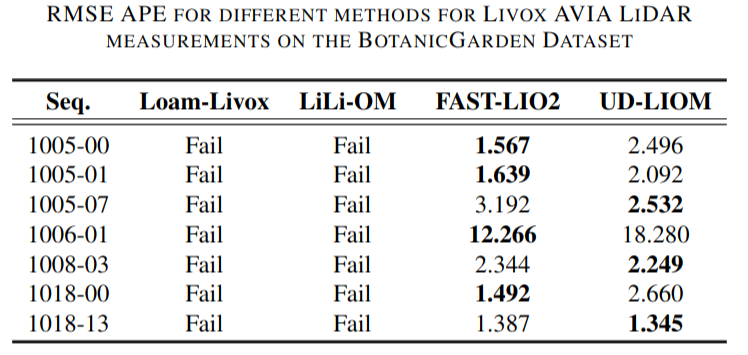 RMSE APE FOR DIFFERENT METHODS FOR LIVOX AVIA LIDAR
MEASUREMENTS ON THE BOTANICGARDEN DATASET
Seq. Loam-Livox LiLi-OM FAST-LIO2 UD-LIOM
1005-00 Fail Fail 1.567 2.496
1005-01 Fail Fail 1.639 2.092
1005-07 Fail Fail 3.192 2.532
1006-01 Fail Fail 12.266 18.280
1008-03 Fail Fail 2.344 2.249
1018-00 Fail Fail 1.492 2.660
1018-13 Fail Fail 1.387 1.345